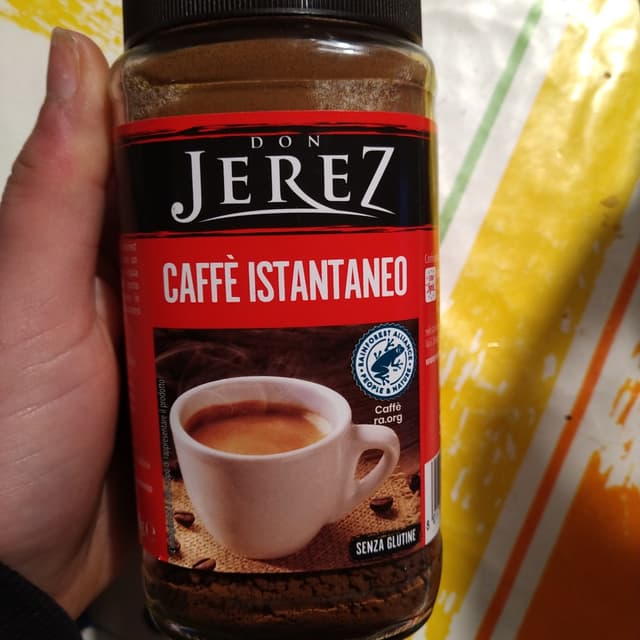 DON
JEREZ
CAFFÈ ISTANTANEO
RAINFOREST ALLIANCE
PEOPLE & NATURE
Caffè
ra.org
SENZA GLUTINE